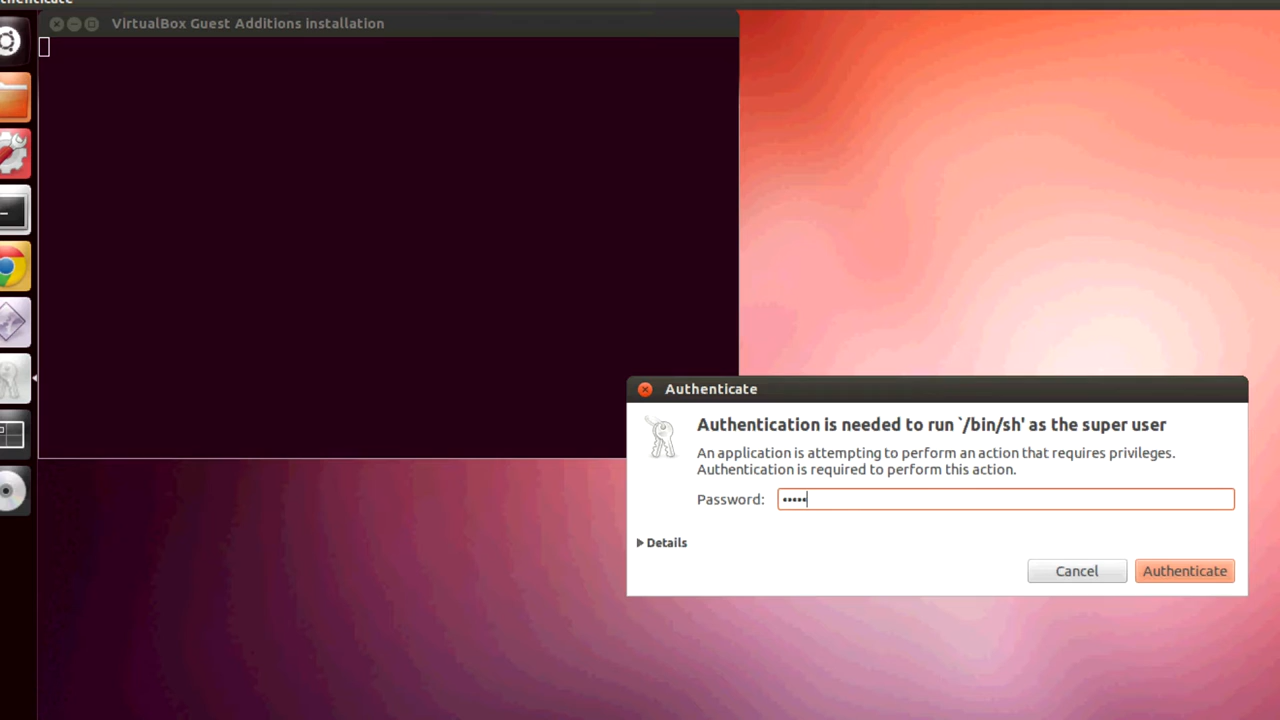 VirtualBox Guest Additions installation
Authenticate
Authentication is needed to run `/bin/sh' as the super user
An application is attempting to perform an action that requires privileges.
Authentication is required to perform this action.
Password: •••••
Details
Cancel
Authenticate